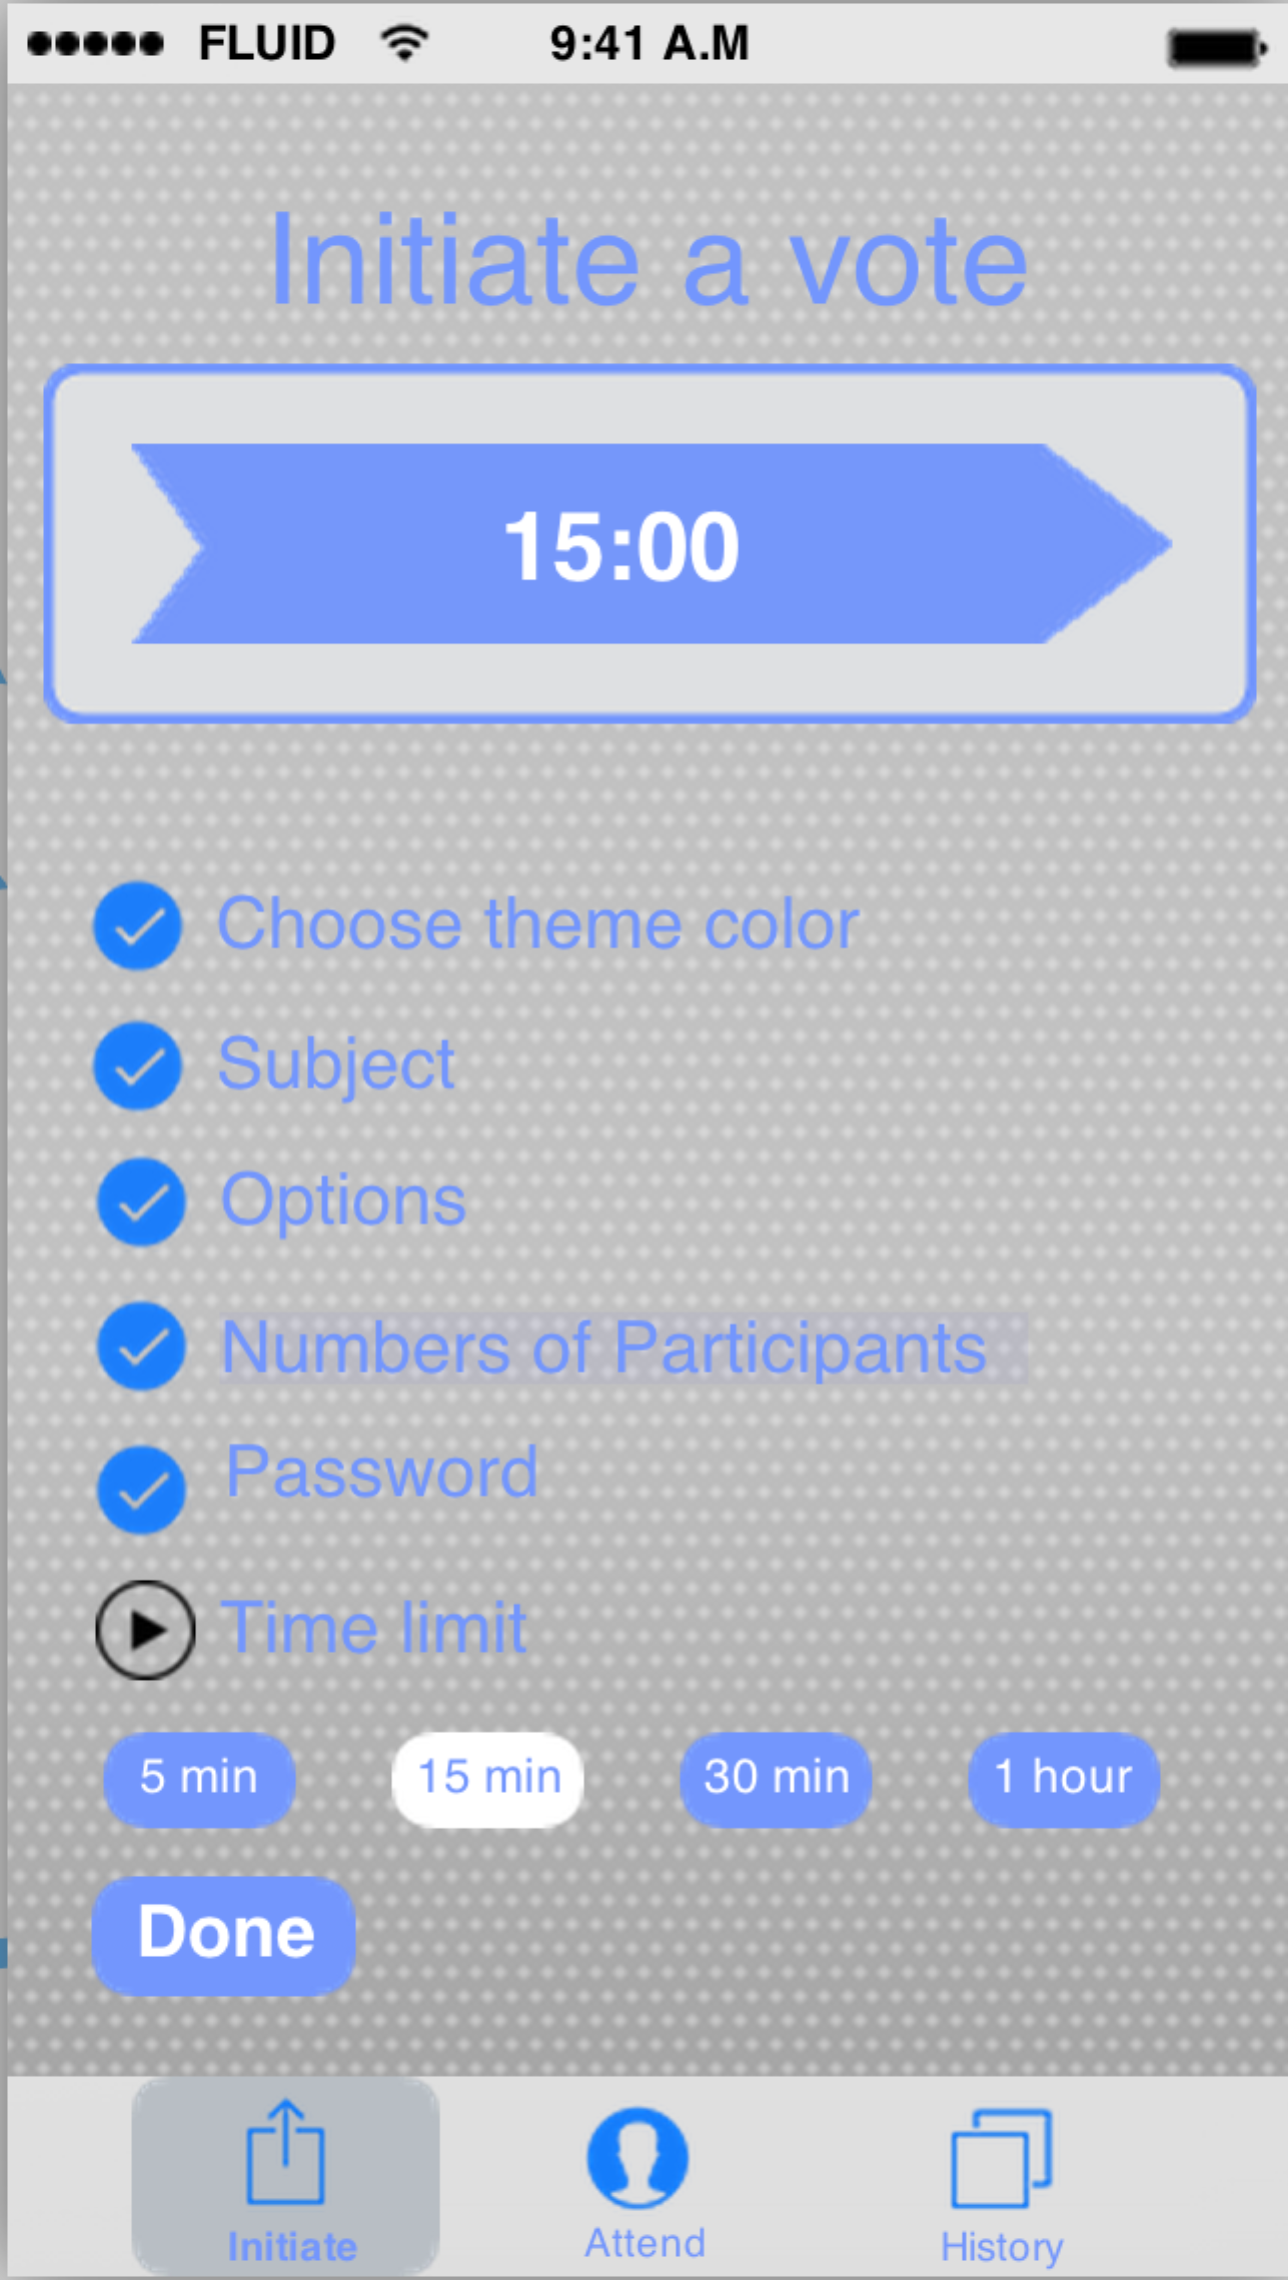 FLUID 9:41 A.M
Initiate a vote
15:00
Choose theme color
Subject
Options
Numbers of Participants
Password
Time limit
5 min 15 min 30 min 1 hour
Done
Initiate Attend History